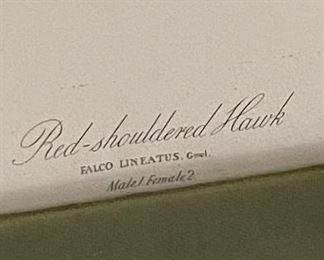 Red-shouldered Hawk
FALCO LINEATUS. Gmel.
Male 1. Female 2